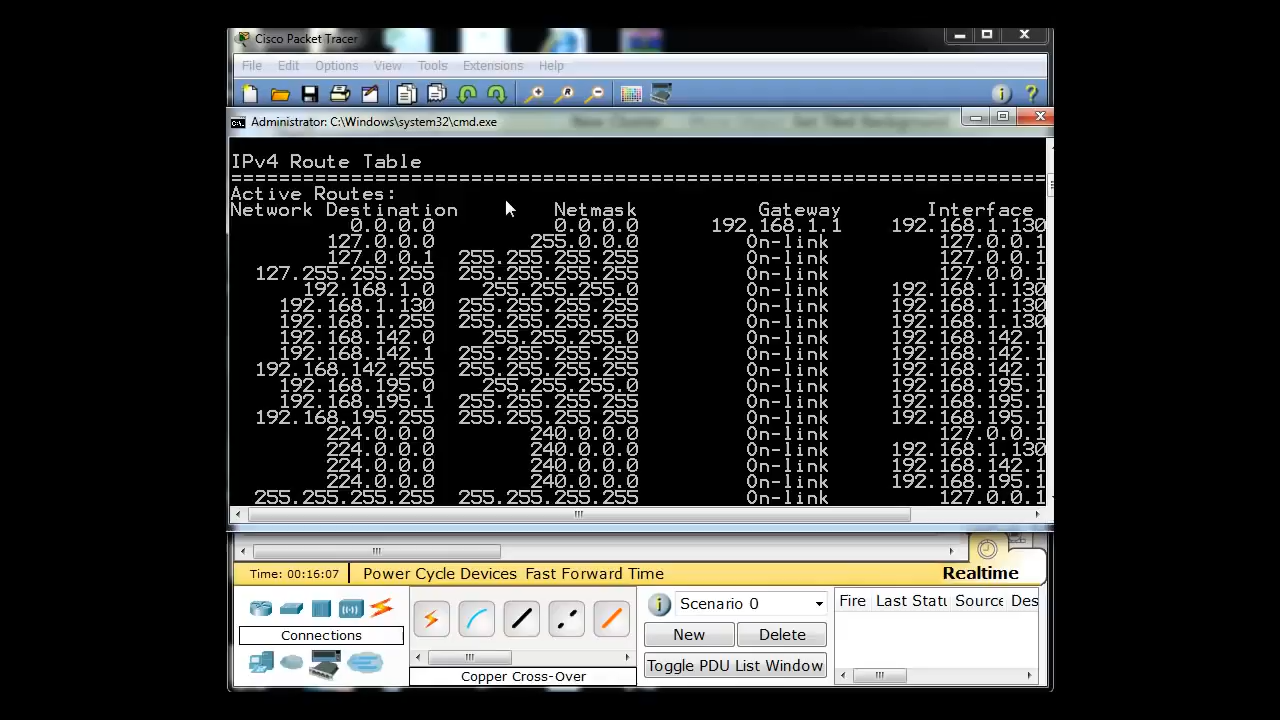 Cisco Packet Tracer
File Edit Options View Tools Extensions Help
Administrator: C:\Windows\system32\cmd.exe
IPv4 Route Table
===========================================================================
Active Routes:
Network Destination Netmask Gateway Interface
0.0.0.0 0.0.0.0 192.168.1.1 192.168.1.130
127.0.0.0 255.0.0.0 On-link 127.0.0.1
127.0.0.1 255.255.255.255 On-link 127.0.0.1
127.255.255.255 255.255.255.255 On-link 127.0.0.1
192.168.1.0 255.255.255.0 On-link 192.168.1.130
192.168.1.130 255.255.255.255 On-link 192.168.1.130
192.168.1.255 255.255.255.255 On-link 192.168.1.130
192.168.142.0 255.255.255.0 On-link 192.168.142.1
192.168.142.1 255.255.255.255 On-link 192.168.142.1
192.168.142.255 255.255.255.255 On-link 192.168.142.1
192.168.195.0 255.255.255.0 On-link 192.168.195.1
192.168.195.1 255.255.255.255 On-link 192.168.195.1
192.168.195.255 255.255.255.255 On-link 192.168.195.1
224.0.0.0 240.0.0.0 On-link 127.0.0.1
224.0.0.0 240.0.0.0 On-link 192.168.1.130
224.0.0.0 240.0.0.0 On-link 192.168.142.1
224.0.0.0 240.0.0.0 On-link 192.168.195.1
255.255.255.255 255.255.255.255 On-link 127.0.0.1
Time: 00:16:07 Power Cycle Devices Fast Forward Time Realtime
Scenario 0
Fire Last Statu Source Des
New Delete
Connections
Toggle PDU List Window
Copper Cross-Over